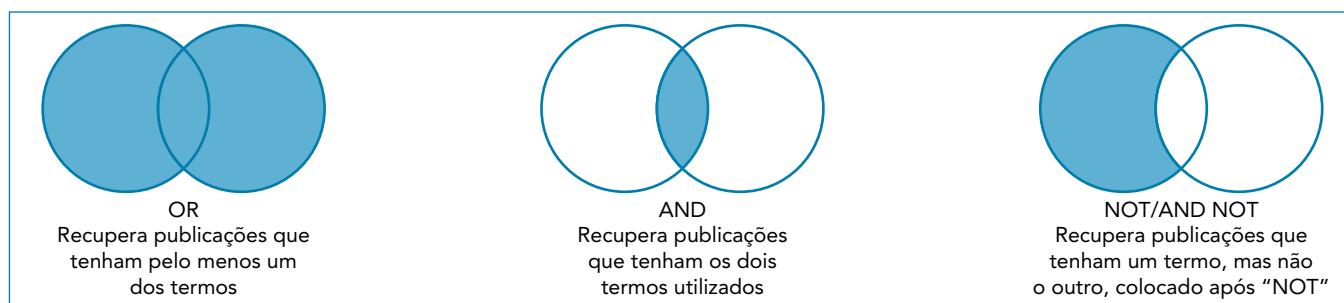 OR
Recupera publicações que
tenham pelo menos um
dos termos
AND
Recupera publicações
que tenham os dois
termos utilizados
NOT/AND NOT
Recupera publicações que
tenham um termo, mas não
o outro, colocado após “NOT”